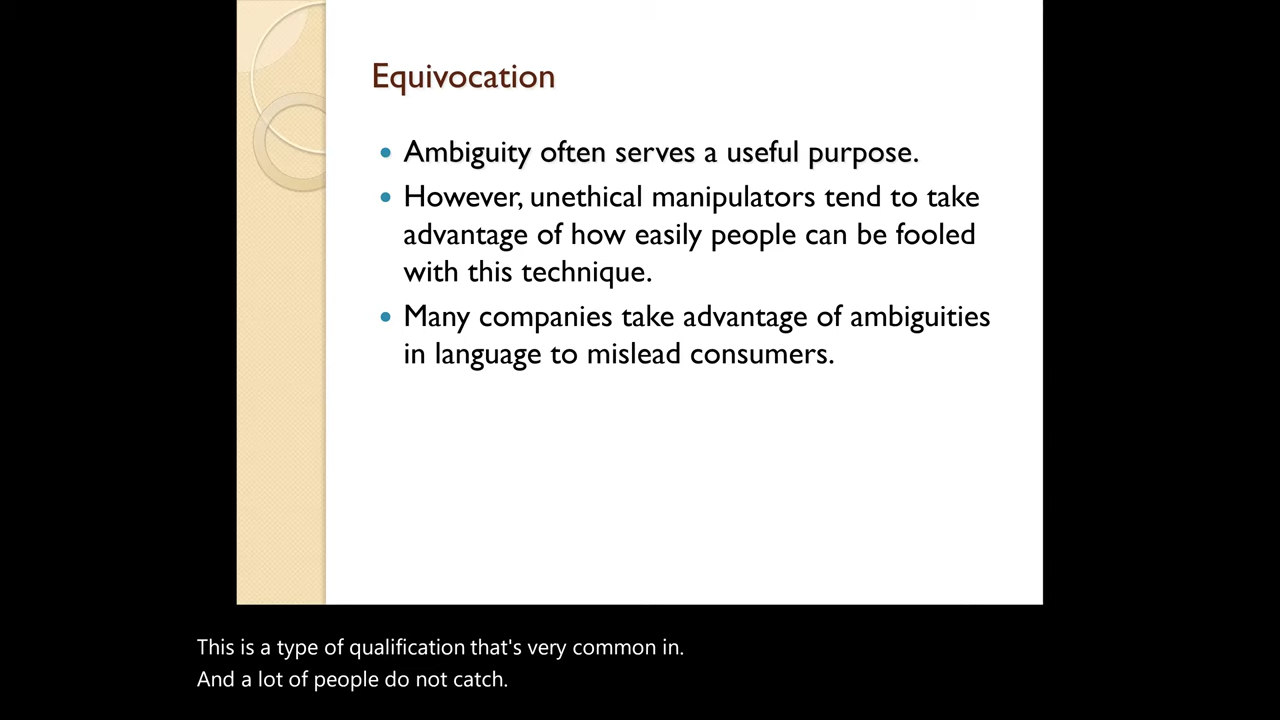 Equivocation
• Ambiguity often serves a useful purpose.
• However, unethical manipulators tend to take
advantage of how easily people can be fooled
with this technique.
• Many companies take advantage of ambiguities
in language to mislead consumers.
This is a type of qualification that's very common in.
And a lot of people do not catch.